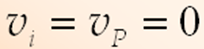 v_i = v_P = 0